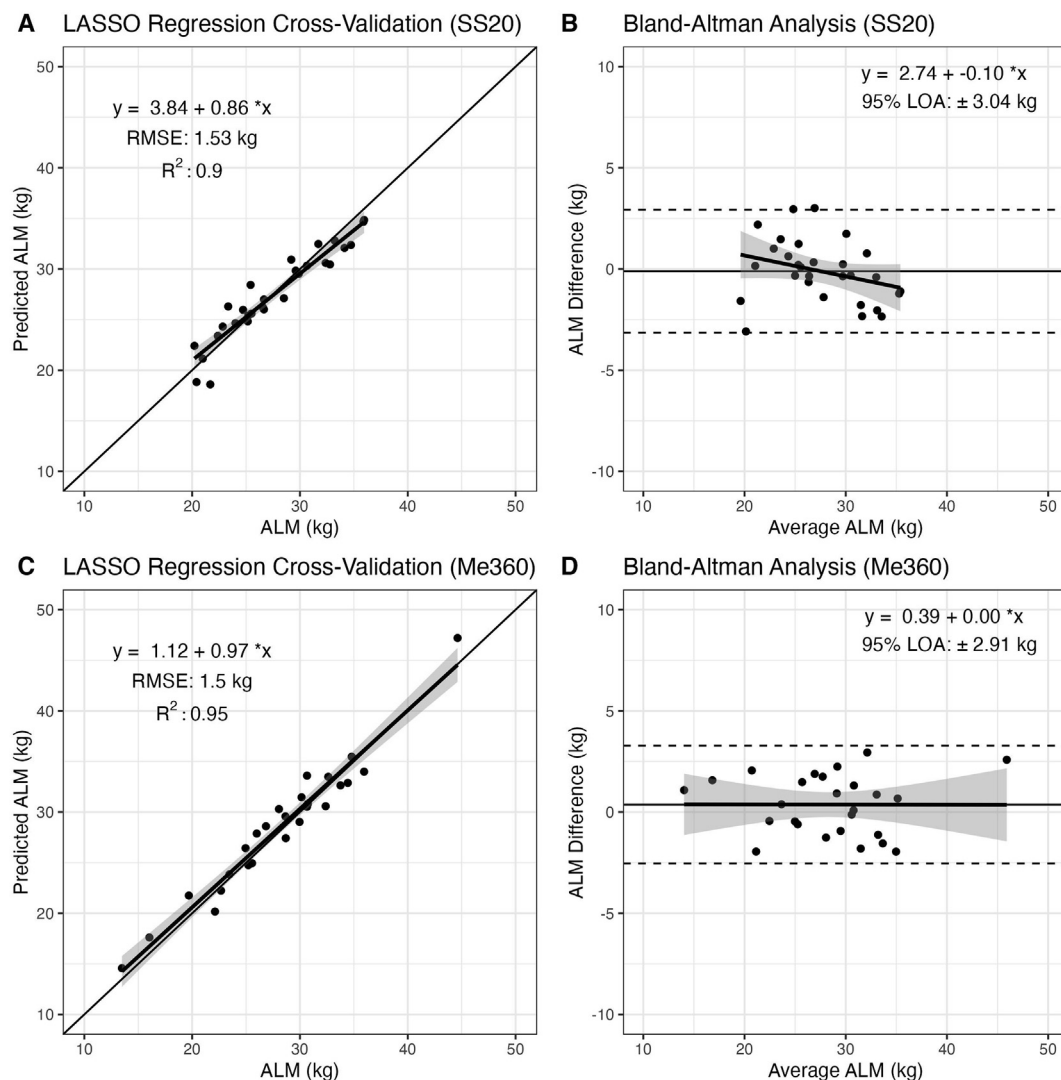 A LASSO Regression Cross-Validation (SS20)
y = 3.84 + 0.86 *x
RMSE: 1.53 kg
R²: 0.9
Predicted ALM (kg)
50
40
30
20
10
10 20 30 40 50
ALM (kg)
B Bland-Altman Analysis (SS20)
y = 2.74 + -0.10 *x
95% LOA: ± 3.04 kg
ALM Difference (kg)
10
5
0
-5
-10
10 20 30 40 50
Average ALM (kg)
C LASSO Regression Cross-Validation (Me360)
y = 1.12 + 0.97 *x
RMSE: 1.5 kg
R²: 0.95
Predicted ALM (kg)
50
40
30
20
10
10 20 30 40 50
ALM (kg)
D Bland-Altman Analysis (Me360)
y = 0.39 + 0.00 *x
95% LOA: ± 2.91 kg
ALM Difference (kg)
10
5
0
-5
-10
10 20 30 40 50
Average ALM (kg)